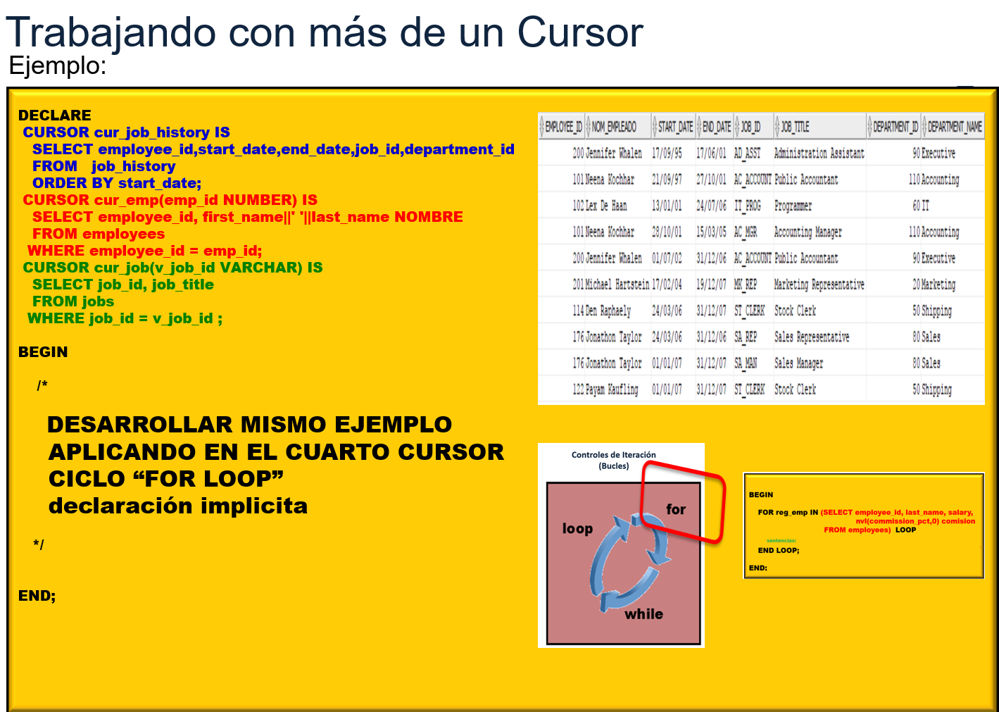 Trabajando con más de un Cursor
Ejemplo:
DECLARE
CURSOR cur_job_history IS
SELECT employee_id,start_date,end_date,job_id,department_id
FROM job_history
ORDER BY start_date;
CURSOR cur_emp(emp_id NUMBER) IS
SELECT employee_id, first_name||' '||last_name NOMBRE
FROM employees
WHERE employee_id = emp_id;
CURSOR cur_job(v_job_id VARCHAR) IS
SELECT job_id, job_title
FROM jobs
WHERE job_id = v_job_id ;
BEGIN
/*
DESARROLLAR MISMO EJEMPLO
APLICANDO EN EL CUARTO CURSOR
CICLO “FOR LOOP”
declaración implicita
*/
END;
EMPLOYEE_ID NOM_EMPLEADO START_DATE END_DATE JOB_ID JOB_TITLE DEPARTMENT_ID DEPARTMENT_NAME
200 Jennifer Whalen 17/09/95 17/06/01 AD_ASST Administration Assistant 90 Executive
101 Neena Kochhar 21/09/97 27/10/01 AC_ACCOUNT Public Accountant 110 Accounting
102 Lex De Haan 13/01/01 24/07/06 IT_PROG Programmer 60 IT
101 Neena Kochhar 28/10/01 15/03/05 AC_MGR Accounting Manager 110 Accounting
200 Jennifer Whalen 01/07/02 31/12/06 AC_ACCOUNT Public Accountant 90 Executive
201 Michael Hartstein 17/02/04 19/12/07 MK_REP Marketing Representative 20 Marketing
114 Den Raphaely 24/03/06 31/12/07 ST_CLERK Stock Clerk 50 Shipping
176 Jonathon Taylor 24/03/06 31/12/06 SA_REP Sales Representative 80 Sales
176 Jonathon Taylor 01/01/07 31/12/07 SA_MAN Sales Manager 80 Sales
122 Payam Kaufling 01/01/07 31/12/07 ST_CLERK Stock Clerk 50 Shipping
Controles de Iteración
(Bucles)
for
loop
while
BEGIN
FOR reg_emp IN (SELECT employee_id, last_name, salary,
nvl(commission_pct,0) comision
FROM employees) LOOP
sentencias;
END LOOP;
END;